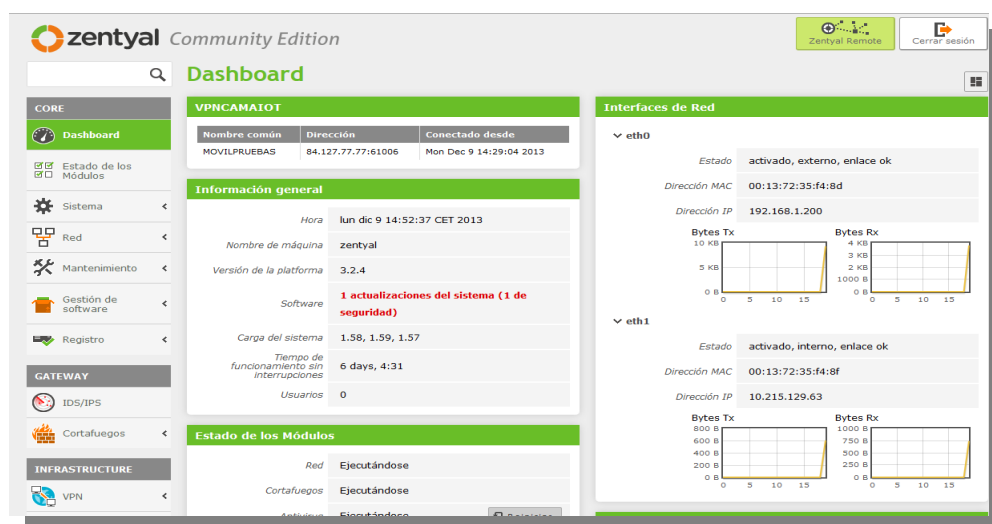 zentyal Community Edition
Zentyal Remote
Cerrar sesión
Dashboard
CORE
Dashboard
Estado de los
Módulos
Sistema
Red
Mantenimiento
Gestión de
software
Registro
GATEWAY
IDS/IPS
Cortafuegos
INFRASTRUCTURE
VPN
VPNCAMAIOT
Nombre común Dirección Conectado desde
MOVILPRUEBAS 84.127.77.77:61006 Mon Dec 9 14:29:04 2013
Información general
Hora lun dic 9 14:52:37 CET 2013
Nombre de máquina zentyal
Versión de la plataforma 3.2.4
Software 1 actualizaciones del sistema (1 de
seguridad)
Carga del sistema 1.58, 1.59, 1.57
Tiempo de
funcionamiento sin
interrupciones
6 days, 4:31
Usuarios 0
Estado de los Módulos
Red Ejecutándose
Cortafuegos Ejecutándose
Antivirus Ejecutándose
Interfaces de Red
eth0
Estado activado, externo, enlace ok
Dirección MAC 00:13:72:35:f4:8d
Dirección IP 192.168.1.200
Bytes Tx
10 KB
5 KB
0 B
0 5 10 15
Bytes Rx
4 KB
3 KB
2 KB
1000 B
0 B
0 5 10 15
eth1
Estado activado, interno, enlace ok
Dirección MAC 00:13:72:35:f4:8f
Dirección IP 10.215.129.63
Bytes Tx
800 B
600 B
400 B
200 B
0 B
0 5 10 15
Bytes Rx
1000 B
750 B
500 B
250 B
0 B
0 5 10 15